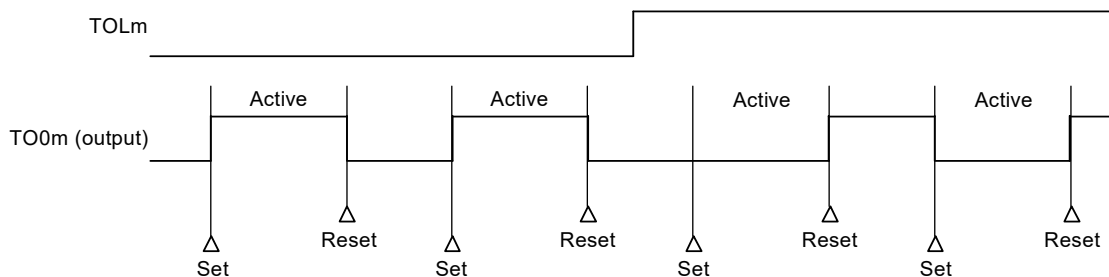 TOLm
Active Active Active Active
TO0m (output)
Reset Reset Reset Reset
Set Set Set Set